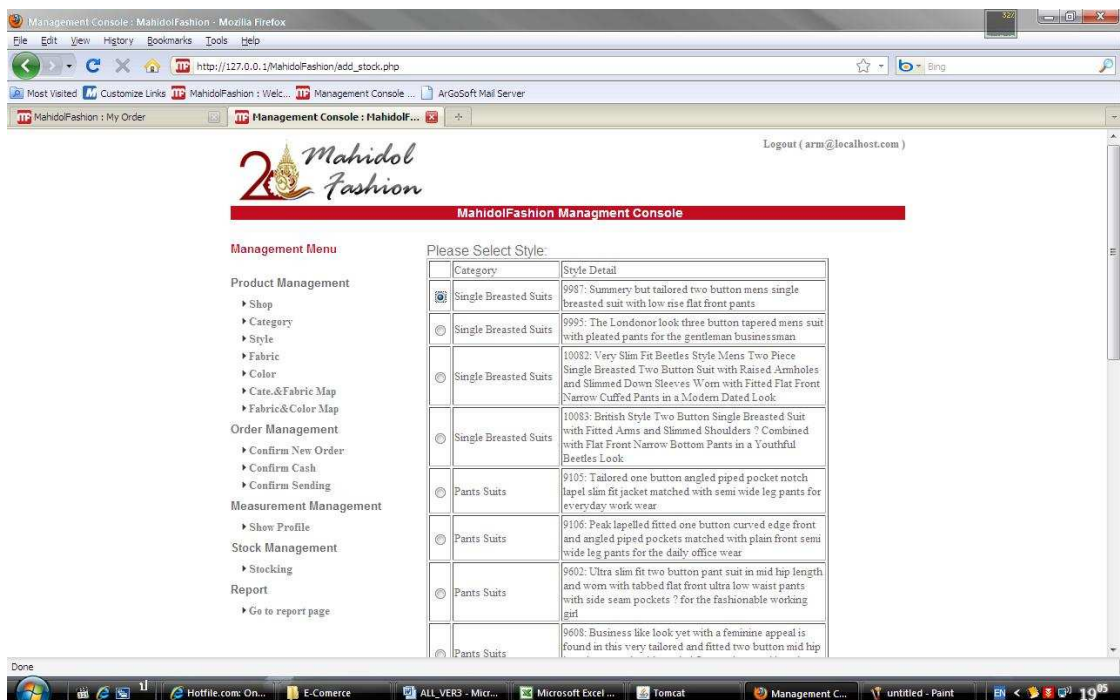 Management Console : MahidolFashion - Mozilla Firefox
File Edit View History Bookmarks Tools Help
http://127.0.0.1/MahidolFashion/add_stock.php
Bing
Most Visited Customize Links MahidolFashion : Welc... Management Console ... ArGoSoft Mail Server
MahidolFashion : My Order
Management Console : MahidolF...
20 Mahidol Fashion
Logout ( arm@localhost.com )
MahidolFashion Managment Console
Management Menu
Product Management
Shop
Category
Style
Fabric
Color
Cate.&Fabric Map
Fabric&Color Map
Order Management
Confirm New Order
Confirm Cash
Confirm Sending
Measurement Management
Show Profile
Stock Management
Stocking
Report
Go to report page
Please Select Style:
Category Style Detail
Single Breasted Suits
9987: Summery but tailored two button mens single
breasted suit with low rise flat front pants
Single Breasted Suits
9995: The Londonor look three button tapered mens suit
with pleated pants for the gentleman businessman
Single Breasted Suits
10082: Very Slim Fit Beetles Style Mens Two Piece
Single Breasted Two Button Suit with Raised Armholes
and Slimmed Down Sleeves Worn with Fitted Flat Front
Narrow Cuffed Pants in a Modern Dated Look
Single Breasted Suits
10083: British Style Two Button Single Breasted Suit
with Fitted Arms and Slimmed Shoulders ? Combined
with Flat Front Narrow Bottom Pants in a Youthful
Beetles Look
Pants Suits
9105: Tailored one button angled piped pocket notch
lapel slim fit jacket matched with semi wide leg pants for
everyday work wear
Pants Suits
9106: Peak lapelled fitted one button curved edge front
and angled piped pockets matched with plain front semi
wide leg pants for the daily office wear
Pants Suits
9602: Ultra slim fit two button pant suit in mid hip length
and worn with tabbed flat front ultra low waist pants
with side seam pockets ? for the fashionable working
girl
Pants Suits
9608: Business like look yet with a feminine appeal is
found in this very tailored and fitted two button mid hip
Done
Hotfile.com: On... E-Comerce ALL_VER3 - Micr... Microsoft Excel ... Tomcat Management C... untitled - Paint EN 19 05